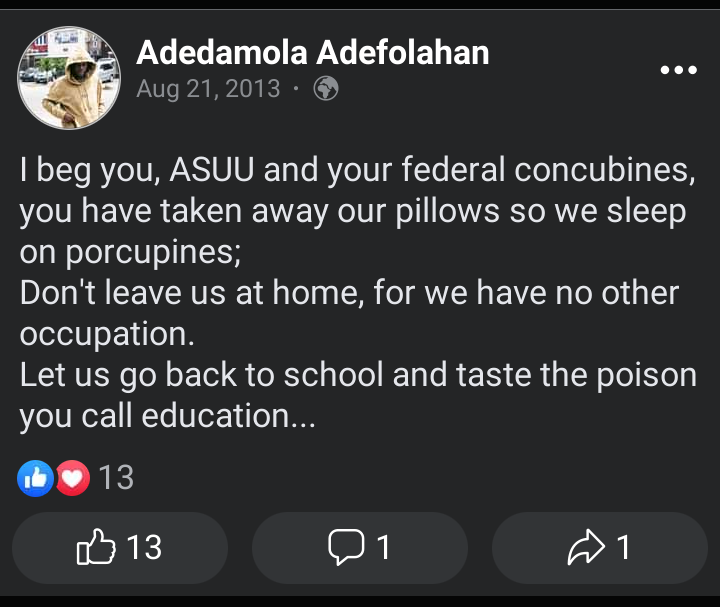 Adedamola Adefolahan
Aug 21, 2013 ·
I beg you, ASUU and your federal concubines,
you have taken away our pillows so we sleep
on porcupines;
Don't leave us at home, for we have no other
occupation.
Let us go back to school and taste the poison
you call education...
13
13
1
1